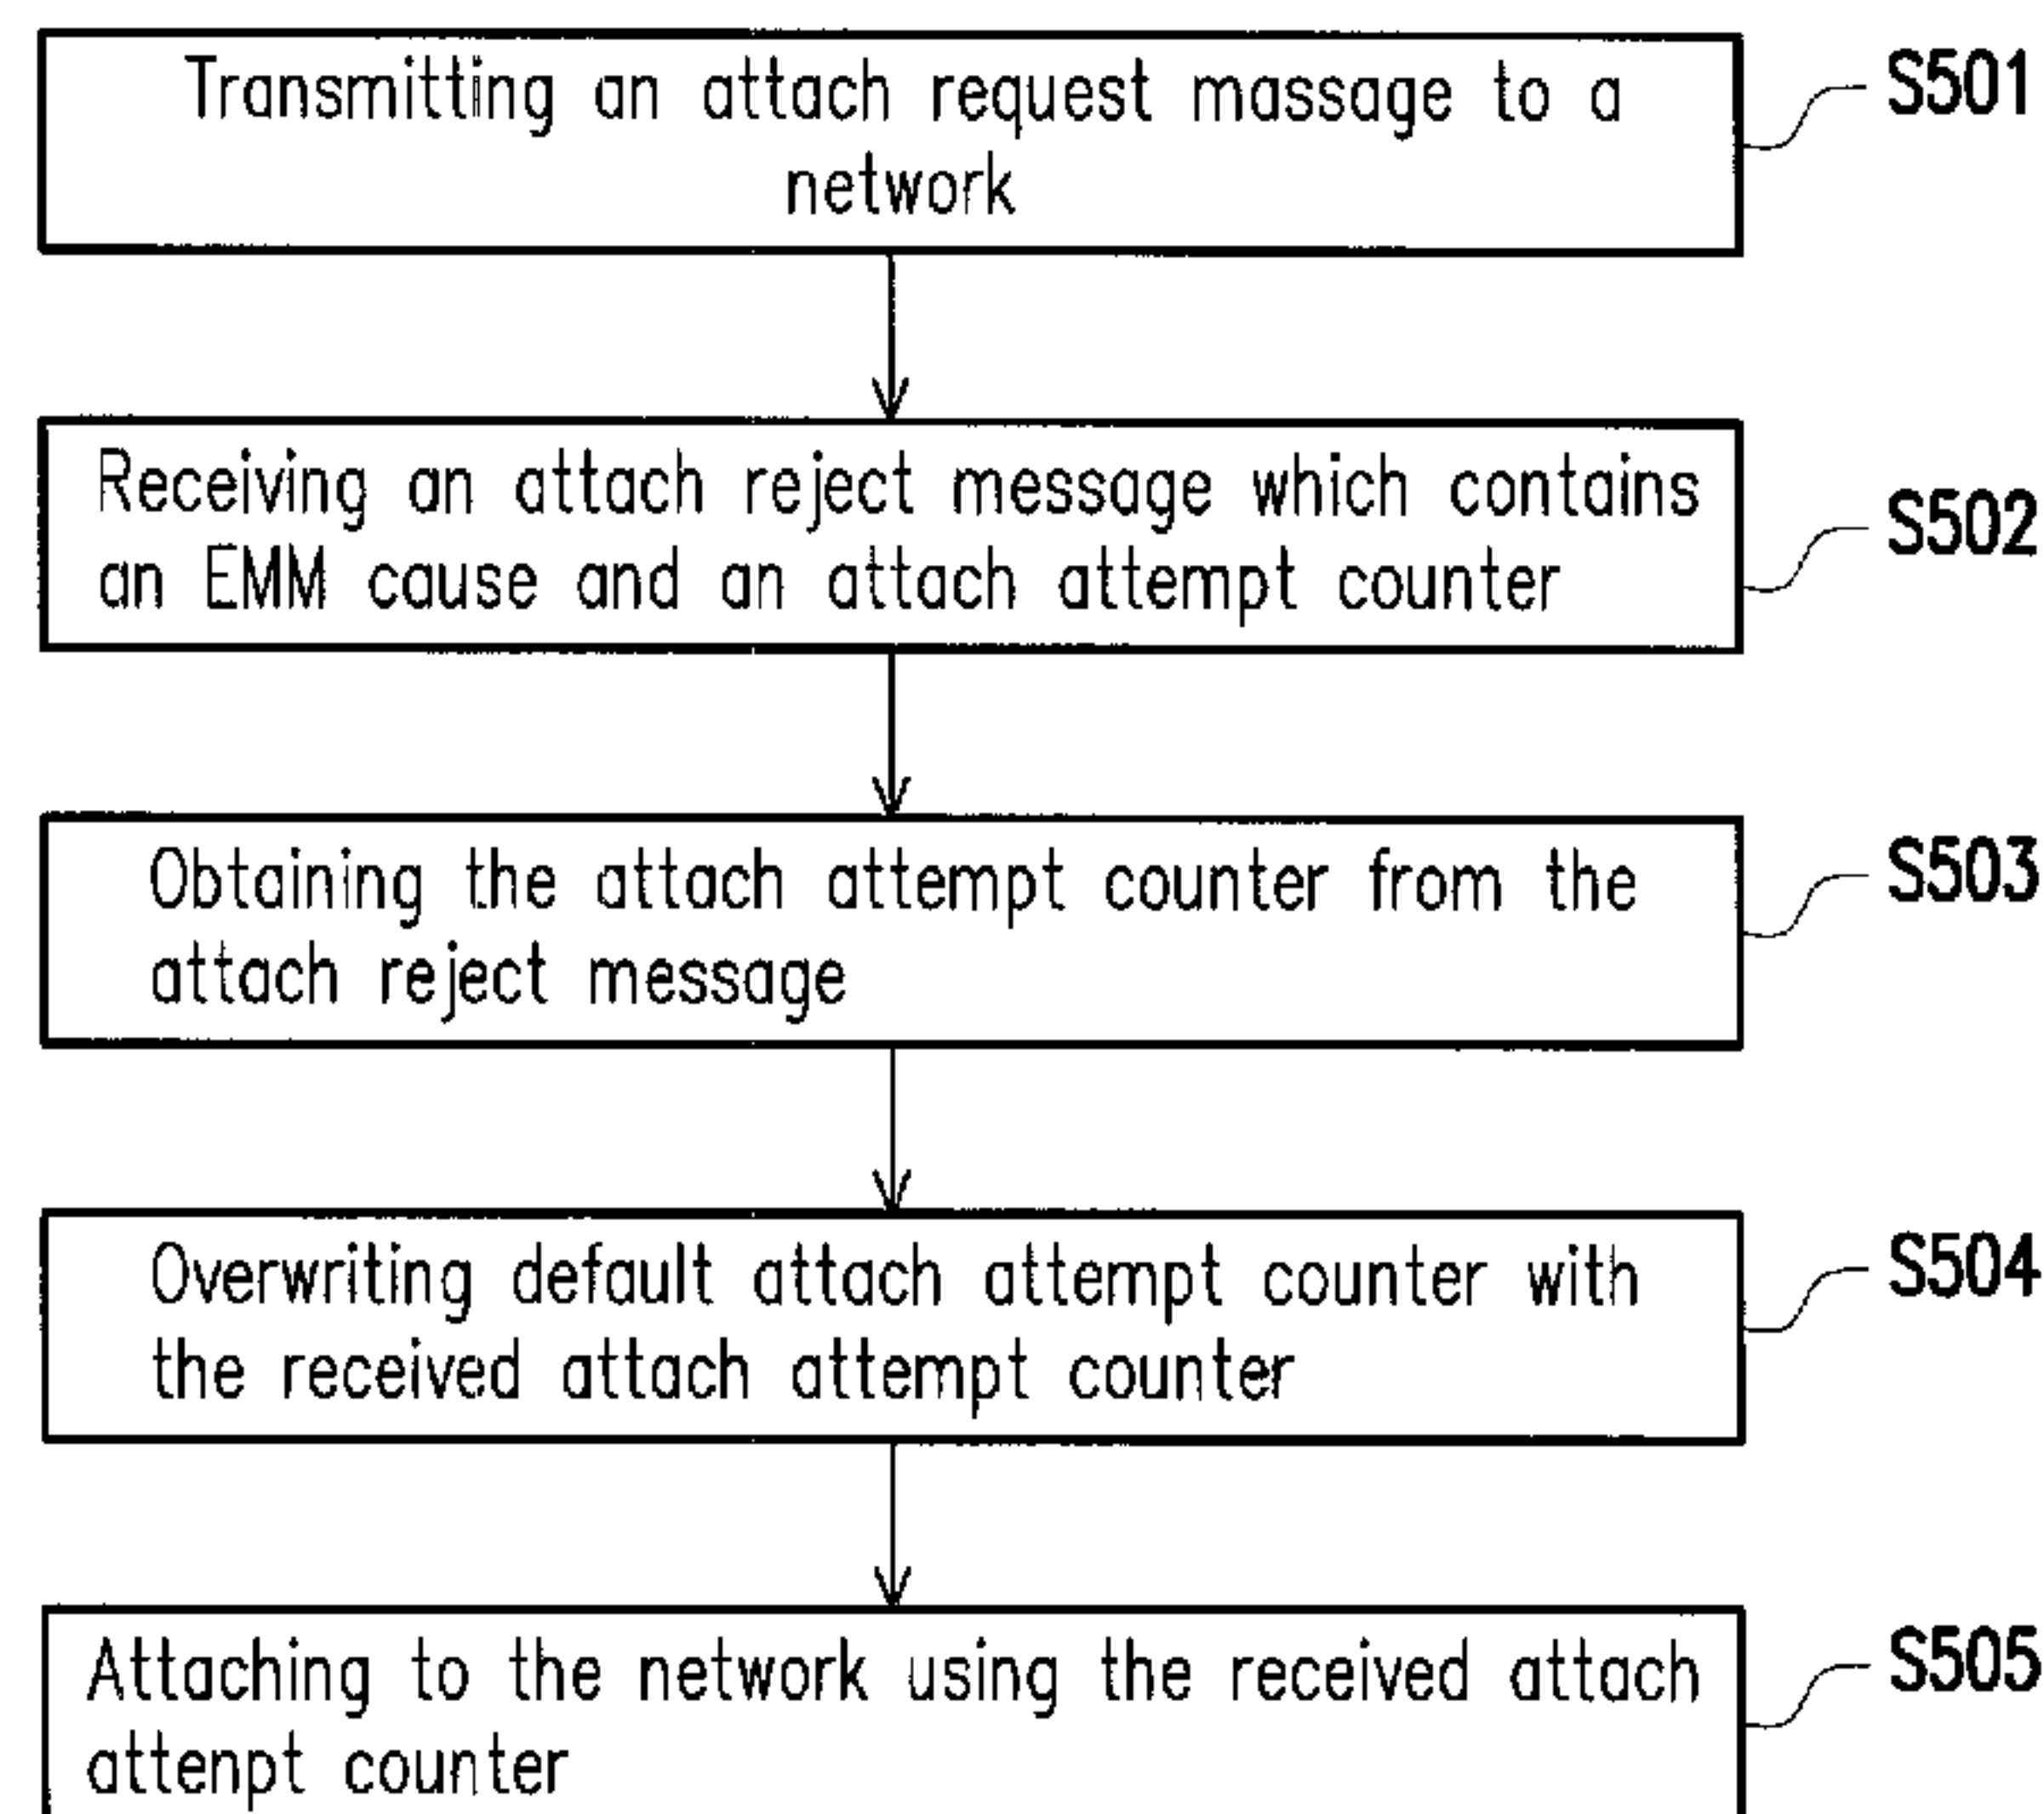 Transmitting an attach request massage to a
network
S501
Receiving an attach reject message which contains
an EMM cause and an attach attempt counter
S502
Obtaining the attach attempt counter from the
attach reject message
S503
Overwriting default attach attempt counter with
the received attach attempt counter
S504
Attaching to the network using the received attach
attenpt counter
S505